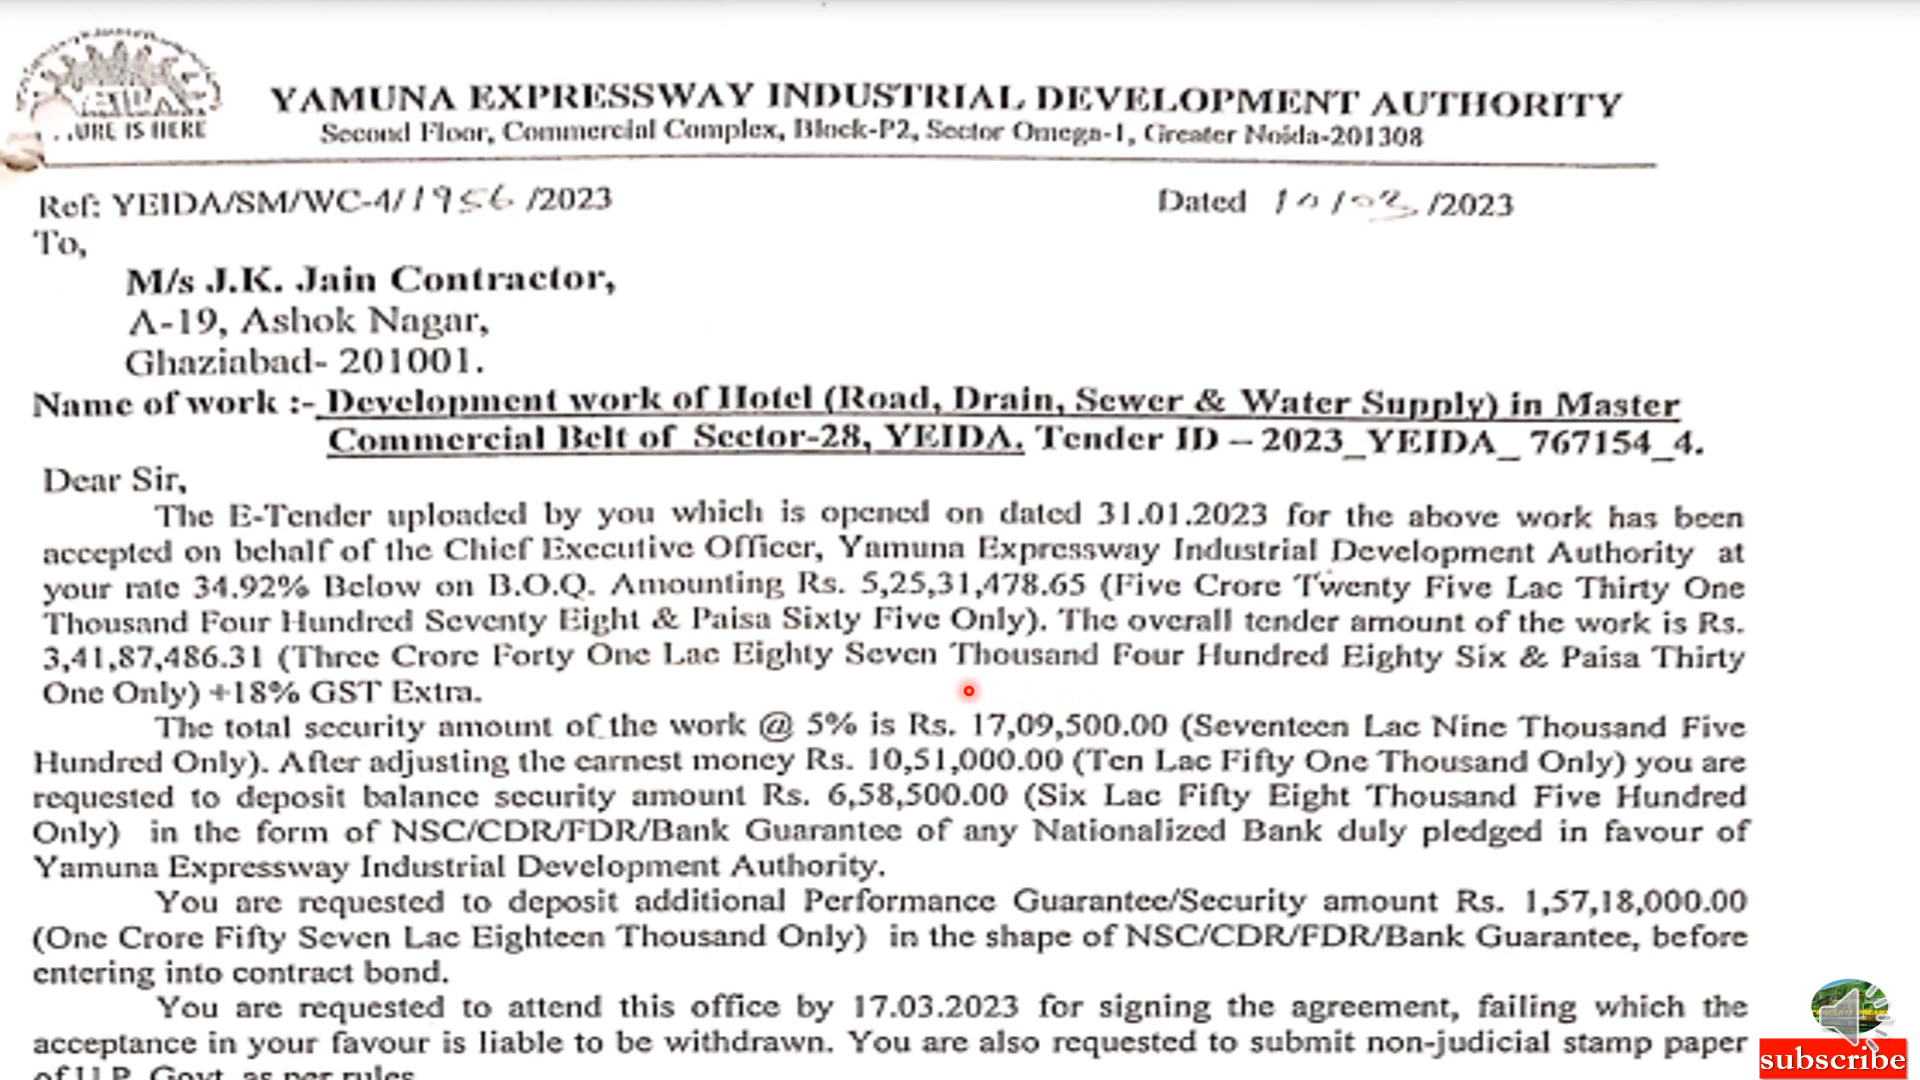 YEIDA
..URE IS HERE
YAMUNA EXPRESSWAY INDUSTRIAL DEVELOPMENT AUTHORITY
Second Floor, Commercial Complex, Block-P2, Sector Omega-1, Greater Noida-201308
Ref: YEIDA/SM/WC-4/1956/2023
Dated 10/03/2023
To,
M/s J.K. Jain Contractor,
A-19, Ashok Nagar,
Ghaziabad- 201001.
Name of work :- Development work of Hotel (Road, Drain, Sewer & Water Supply) in Master
Commercial Belt of Sector-28, YEIDA. Tender ID – 2023_YEIDA_ 767154_4.
Dear Sir,
The E-Tender uploaded by you which is opened on dated 31.01.2023 for the above work has been
accepted on behalf of the Chief Executive Officer, Yamuna Expressway Industrial Development Authority at
your rate 34.92% Below on B.O.Q. Amounting Rs. 5,25,31,478.65 (Five Crore Twenty Five Lac Thirty One
Thousand Four Hundred Seventy Eight & Paisa Sixty Five Only). The overall tender amount of the work is Rs.
3,41,87,486.31 (Three Crore Forty One Lac Eighty Seven Thousand Four Hundred Eighty Six & Paisa Thirty
One Only) +18% GST Extra.
The total security amount of the work @ 5% is Rs. 17,09,500.00 (Seventeen Lac Nine Thousand Five
Hundred Only). After adjusting the earnest money Rs. 10,51,000.00 (Ten Lac Fifty One Thousand Only) you are
requested to deposit balance security amount Rs. 6,58,500.00 (Six Lac Fifty Eight Thousand Five Hundred
Only) in the form of NSC/CDR/FDR/Bank Guarantee of any Nationalized Bank duly pledged in favour of
Yamuna Expressway Industrial Development Authority.
You are requested to deposit additional Performance Guarantee/Security amount Rs. 1,57,18,000.00
(One Crore Fifty Seven Lac Eighteen Thousand Only) in the shape of NSC/CDR/FDR/Bank Guarantee, before
entering into contract bond.
You are requested to attend this office by 17.03.2023 for signing the agreement, failing which the
acceptance in your favour is liable to be withdrawn. You are also requested to submit non-judicial stamp paper
of U.P. Govt. as per rules
subscribe